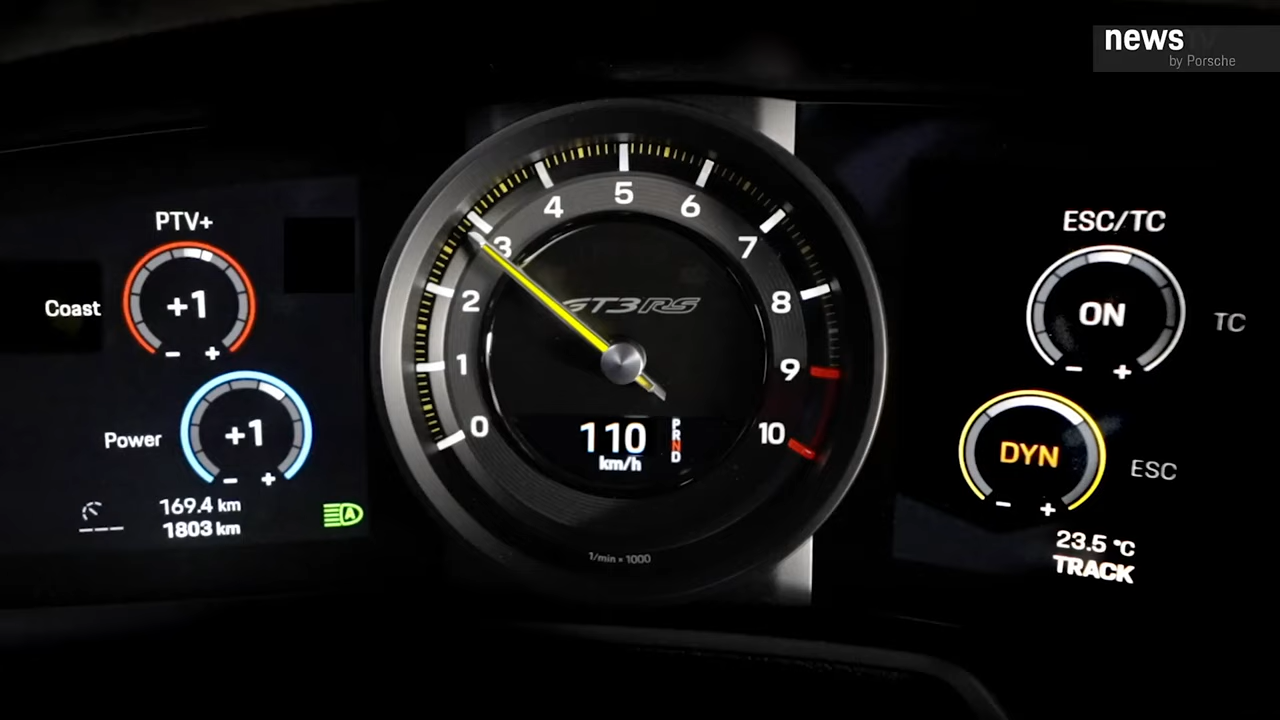 news
by Porsche
PTV+
Coast
+1
- +
Power
+1
- +
169.4 km
1803 km
0
1
2
3
4
5
6
7
8
9
10
GT3RS
110
km/h
P
R
N
D
1/min × 1000
ESC/TC
ON
TC
- +
DYN
ESC
- +
23.5 °C
TRACK